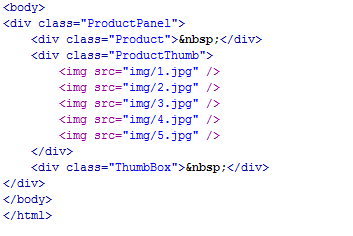 <body>
<div class="ProductPanel">
    <div class="Product">&nbsp;</div>
    <div class="ProductThumb">
        <img src="img/1.jpg" />
        <img src="img/2.jpg" />
        <img src="img/3.jpg" />
        <img src="img/4.jpg" />
        <img src="img/5.jpg" />
    </div>
    <div class="ThumbBox">&nbsp;</div>
</div>
</body>
</html>